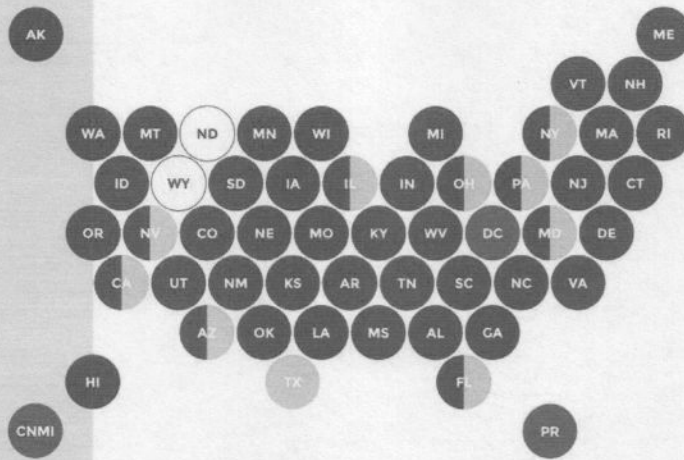 AK ME
VT NH
WA MT ND MN WI MI NY MA RI
ID WY SD IA IL IN OH PA NJ CT
OR NV CO NE MO KY WV DC MD DE
CA UT NM KS AR TN SC NC VA
AZ OK LA MS AL GA
HI TX FL
CNMI PR